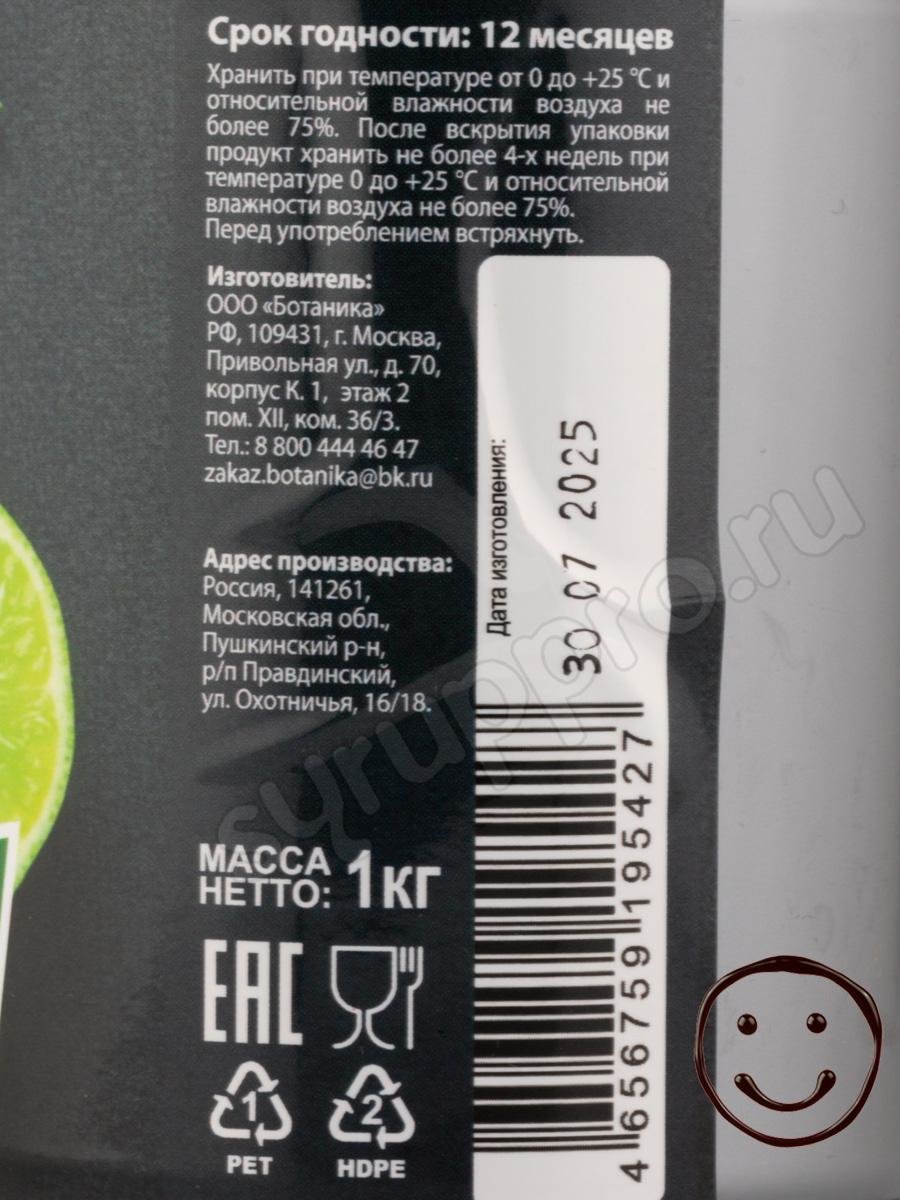 Срок годности: 12 месяцев
Хранить при температуре от 0 до +25 °С и
относительной влажности воздуха не
более 75%. После вскрытия упаковки
продукт хранить не более 4-х недель при
температуре 0 до +25 °С и относительной
влажности воздуха не более 75%.
Перед употреблением встряхнуть.
Изготовитель:
ООО «Ботаника»
РФ, 109431, г. Москва,
Привольная ул., д. 70,
корпус К. 1, этаж 2
пом. XII, ком. 36/3.
Тел.: 8 800 444 46 47
zakaz.botanika@bk.ru
Адрес производства:
Россия, 141261,
Московская обл.,
Пушкинский р-н,
р/п Правдинский,
ул. Охотничья, 16/18.
МАССА
НЕТТО: 1кг
EAC
1
PET
2
HDPE
Дата изготовления:
30 07 2025
4 656759 195427
syruppro.ru